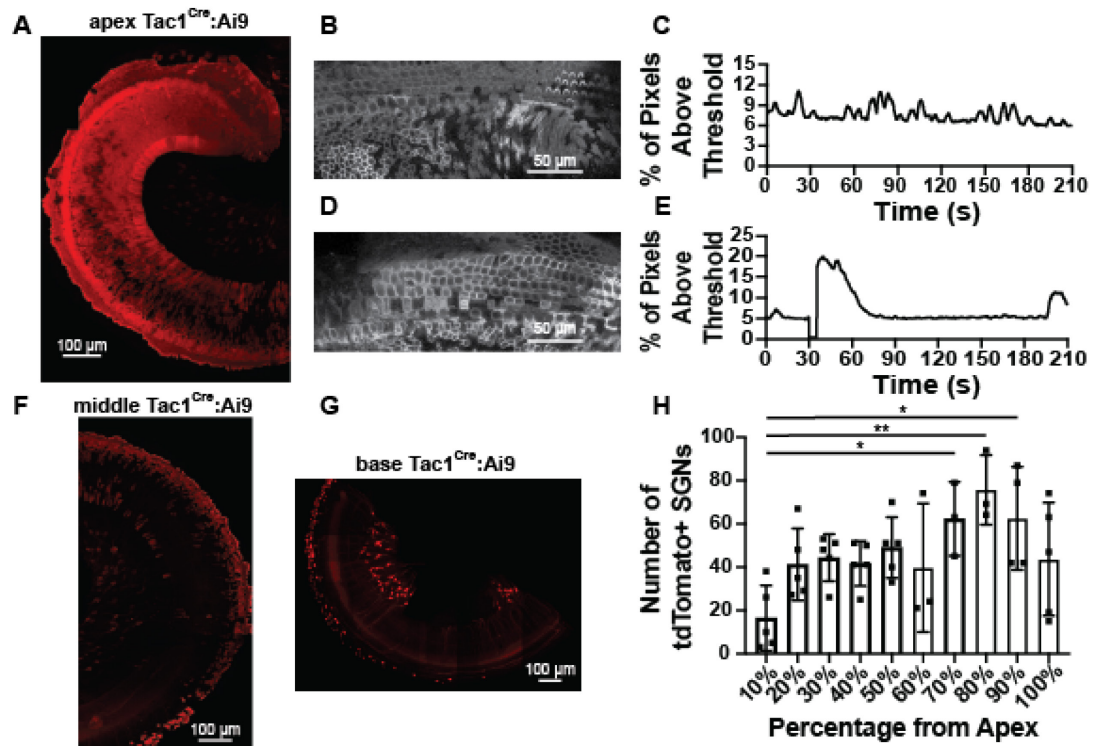 A
apex Tac1Cre:Ai9
100 µm
B
50 µm
C
% of Pixels
Above
Threshold
15
12
9
6
3
0
0 30 60 90 120 150 180 210
Time (s)
D
50 µm
E
% of Pixels
Above
Threshold
25
20
15
10
5
0
0 30 60 90 120 150 180 210
Time (s)
F
middle Tac1Cre:Ai9
100 µm
G
base Tac1Cre:Ai9
100 µm
H
*
**
*
Number of
tdTomato+ SGNs
100
80
60
40
20
0
10% 20% 30% 40% 50% 60% 70% 80% 90% 100%
Percentage from Apex